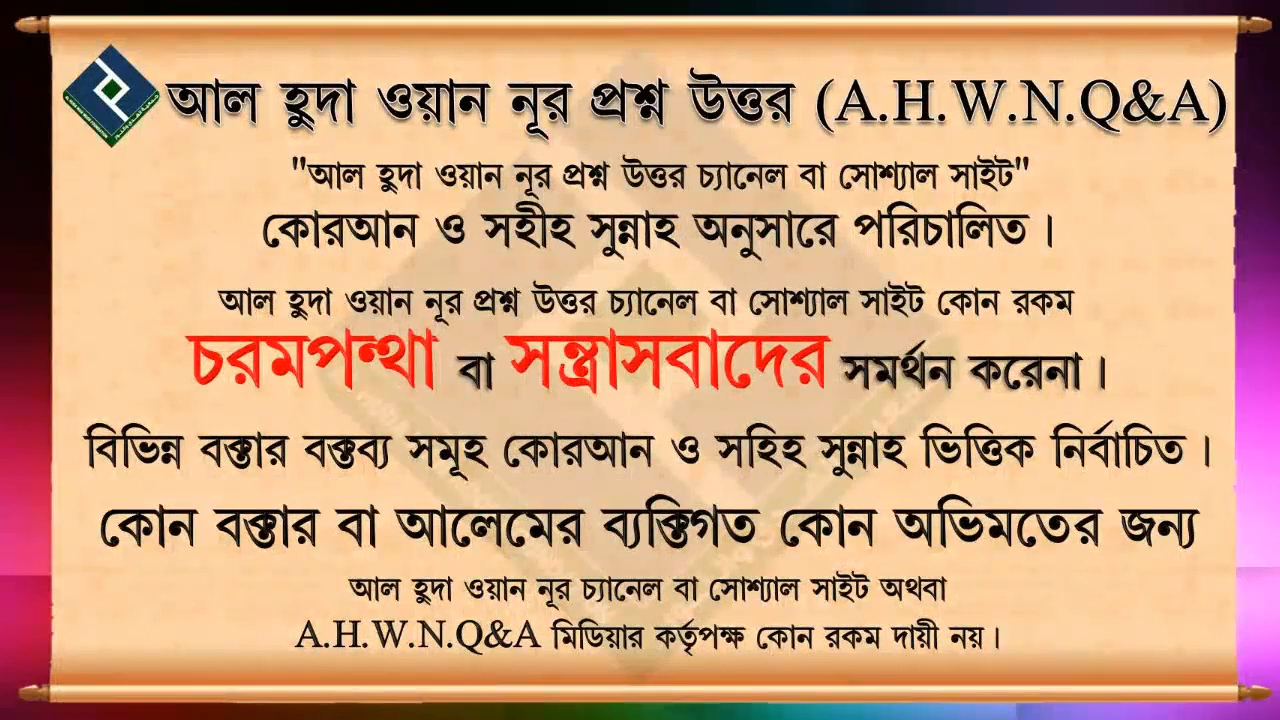 আল হুদা ওয়ান নূর প্রশ্ন উত্তর (A.H.W.N.Q&A)
"আল হুদা ওয়ান নূর প্রশ্ন উত্তর চ্যানেল বা সোশ্যাল সাইট"
কোরআন ও সহীহ সুন্নাহ অনুসারে পরিচালিত।
আল হুদা ওয়ান নূর প্রশ্ন উত্তর চ্যানেল বা সোশ্যাল সাইট কোন রকম
চরমপন্থা বা সন্ত্রাসবাদের সমর্থন করেনা।
বিভিন্ন বক্তার বক্তব্য সমূহ কোরআন ও সহিহ সুন্নাহ ভিত্তিক নির্বাচিত।
কোন বক্তার বা আলেমের ব্যক্তিগত কোন অভিমতের জন্য
আল হুদা ওয়ান নূর চ্যানেল বা সোশ্যাল সাইট অথবা
A.H.W.N.Q&A মিডিয়ার কর্তৃপক্ষ কোন রকম দায়ী নয়।